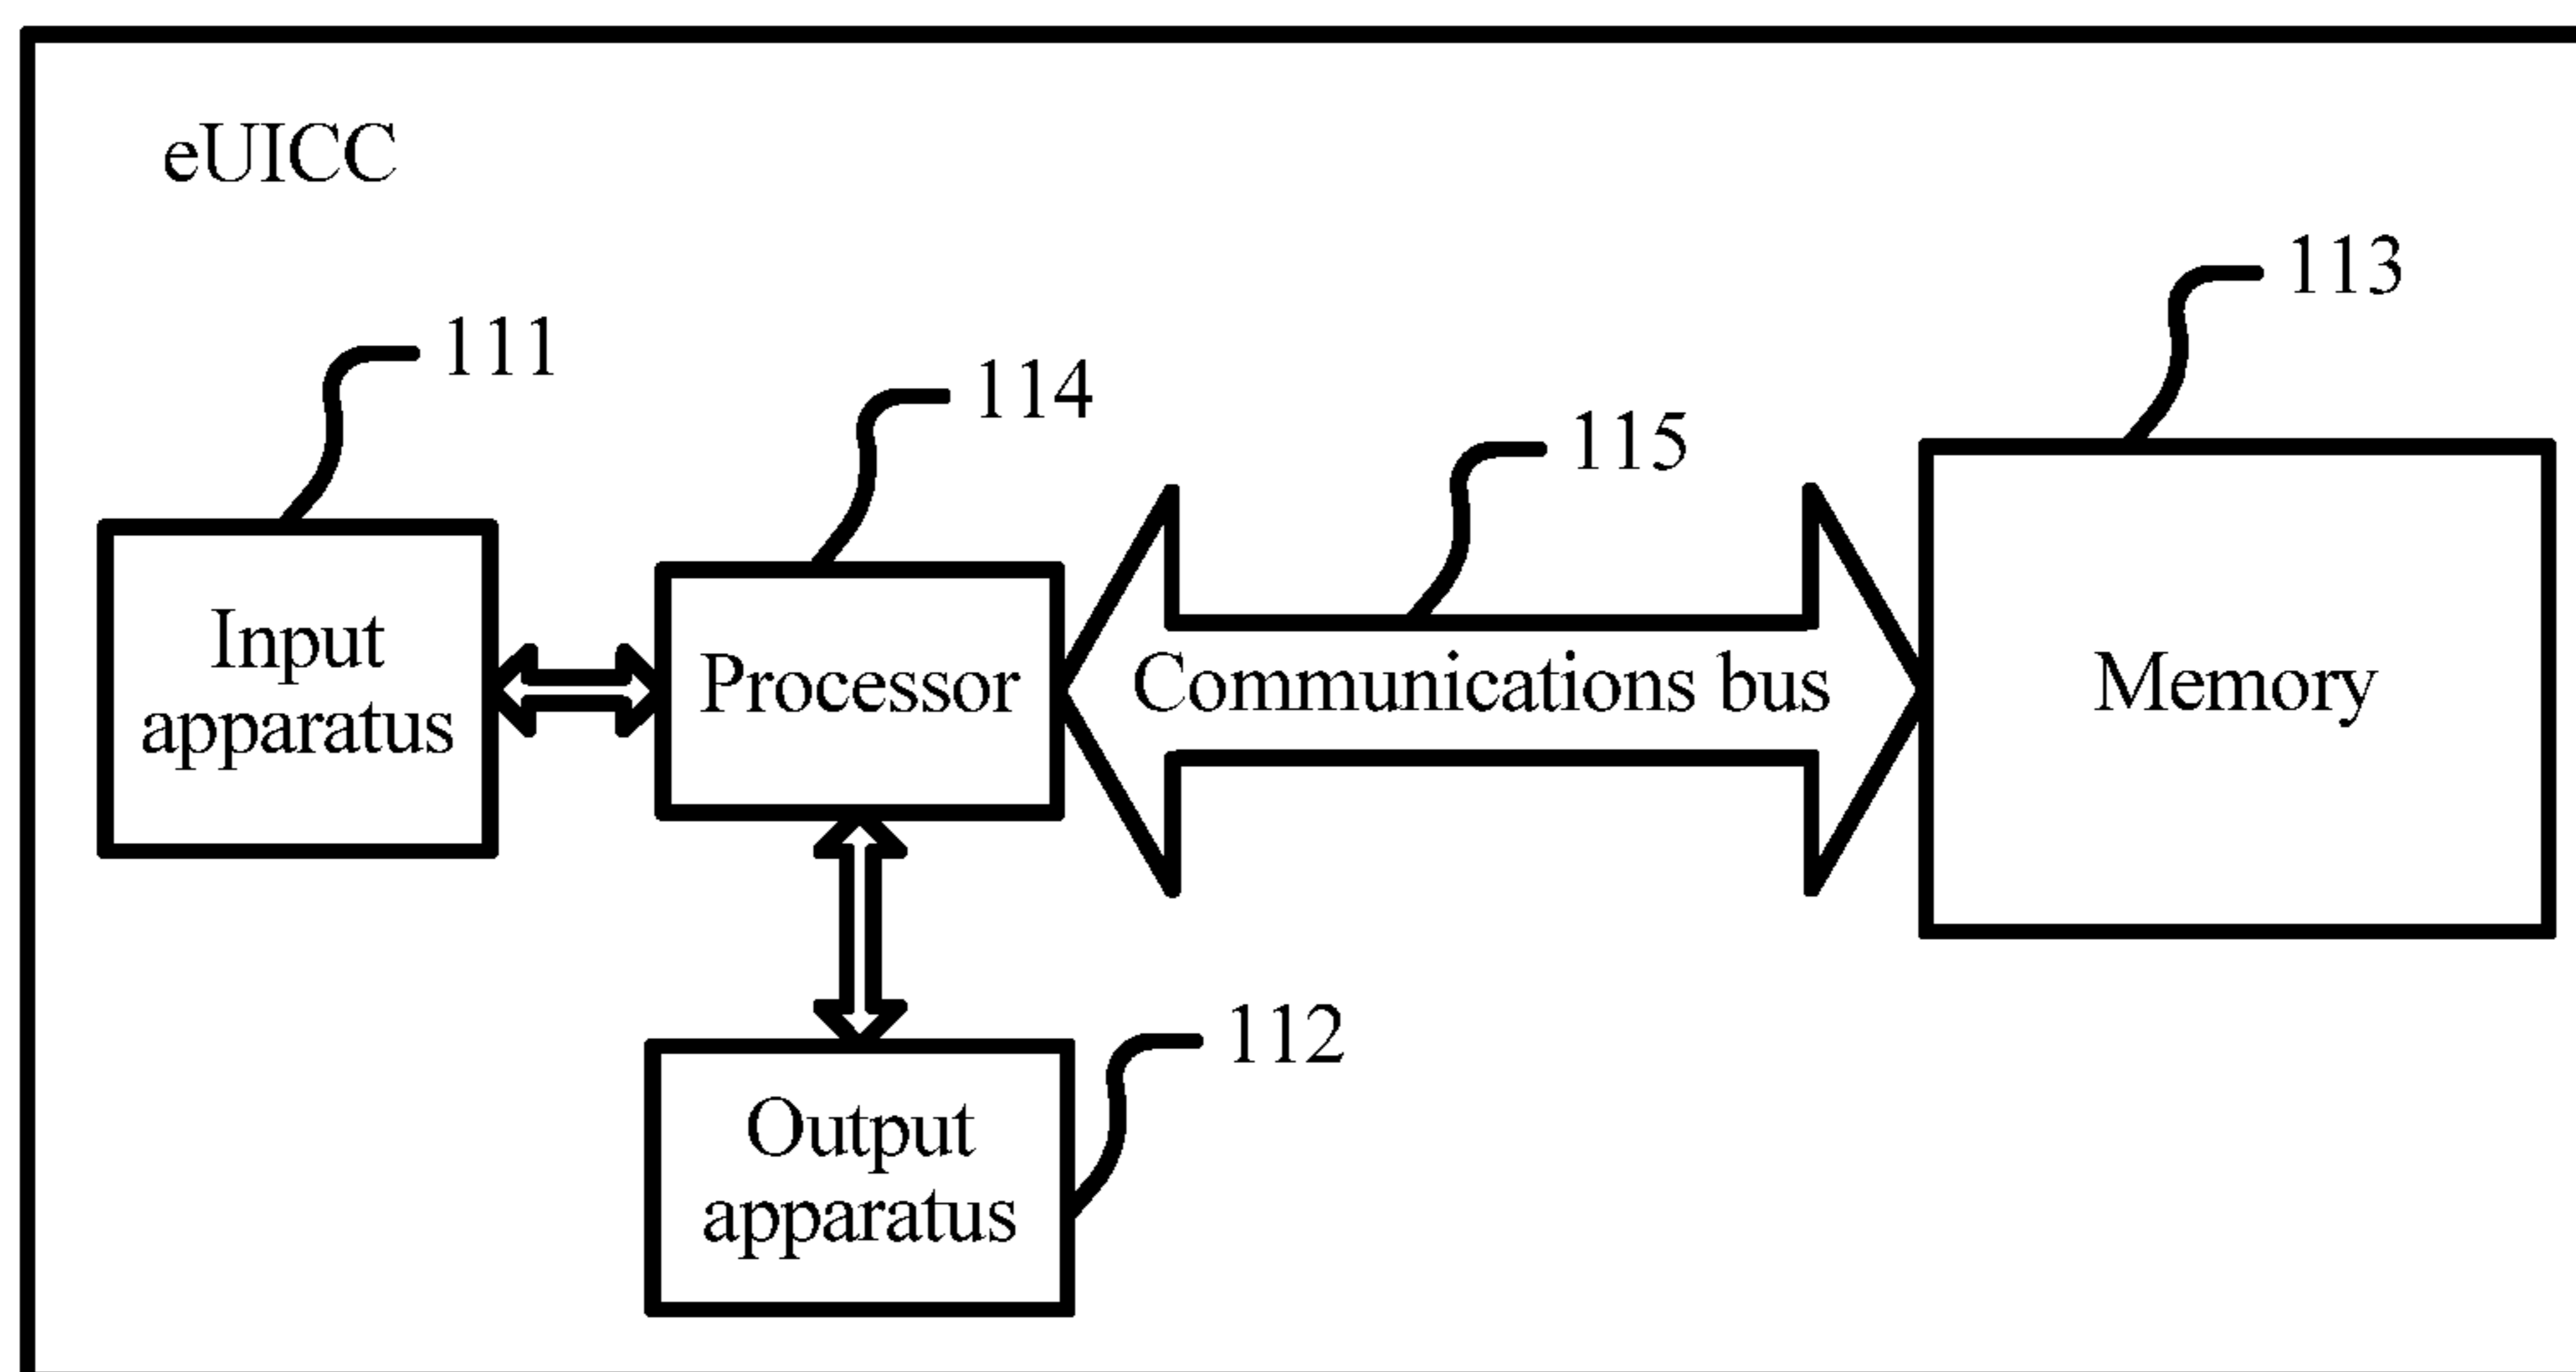 eUICC
113
111
114
115
Input
apparatus
Processor
Communications bus
Memory
112
Output
apparatus